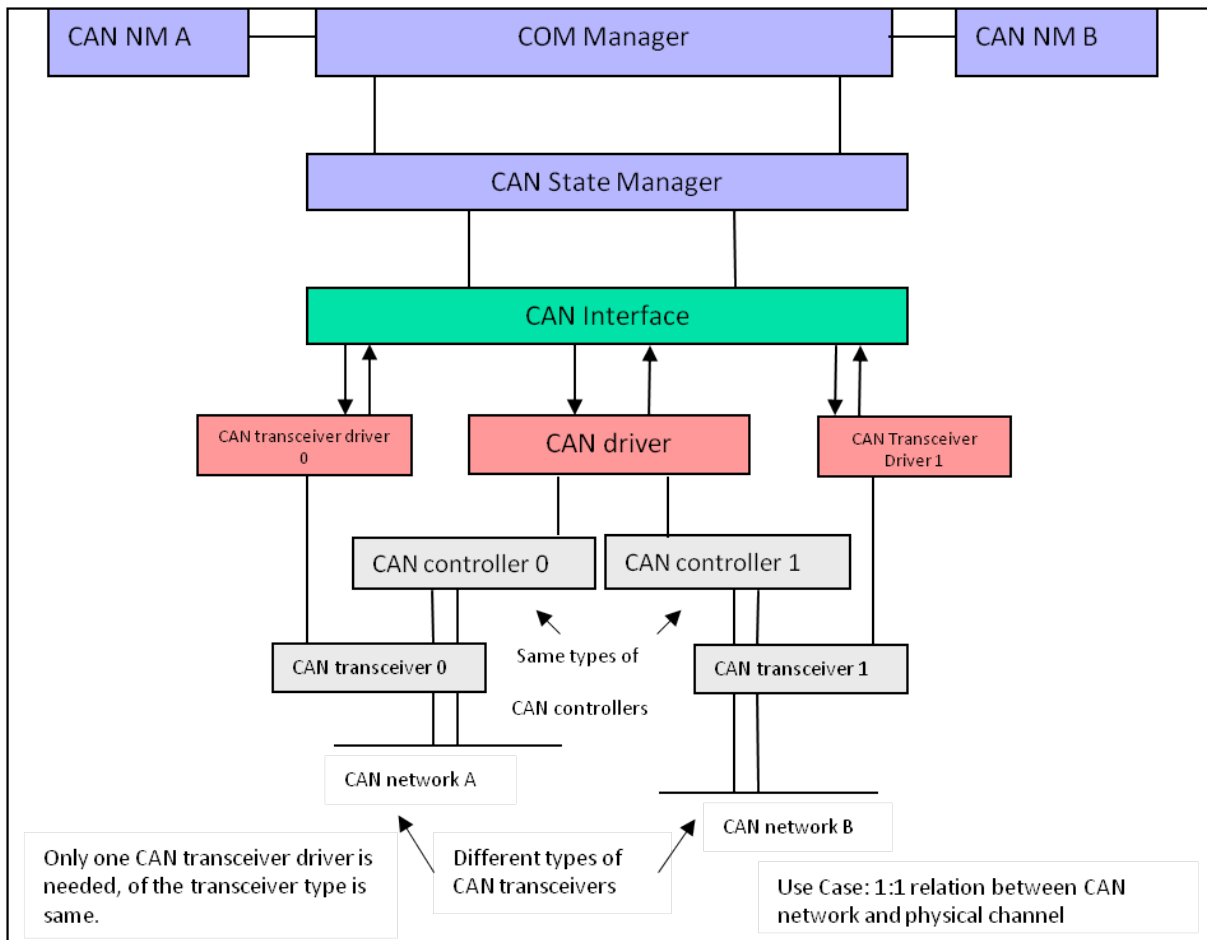 CAN NM A
COM Manager
CAN NM B
CAN State Manager
CAN Interface
CAN transceiver driver
0
CAN driver
CAN Transceiver
Driver 1
CAN controller 0
CAN controller 1
CAN transceiver 0
Same types of
CAN controllers
CAN transceiver 1
CAN network A
CAN network B
Only one CAN transceiver driver is
needed, of the transceiver type is
same.
Different types of
CAN transceivers
Use Case: 1:1 relation between CAN
network and physical channel